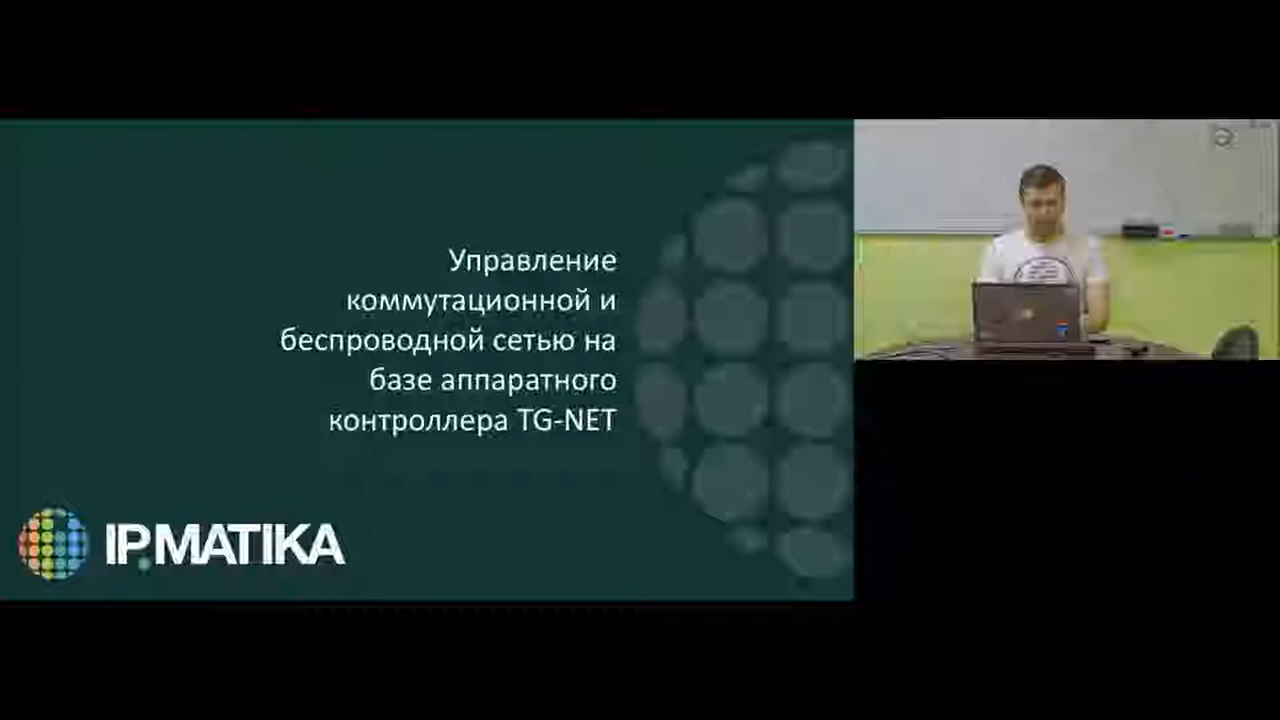 Управление
коммутационной и
беспроводной сетью на
базе аппаратного
контроллера TG-NET
IPMATIKA